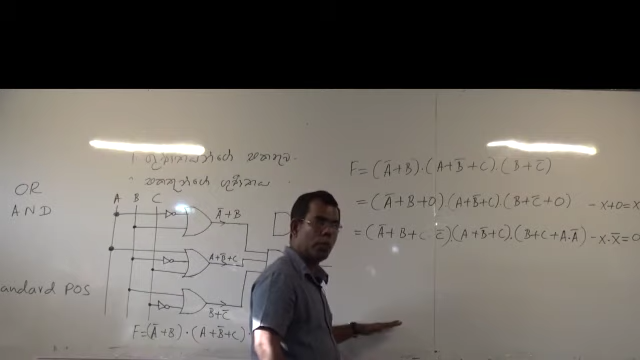 OR
AND
A B C
Ā+B
A+B̄+C
B+C̄
andard POS
F=(Ā+B)·(A+B̄+C)·
F=(Ā+B)·(A+B̄+C)·(B+C̄)
=(Ā+B+0)(A+B̄+C)·(B+C̄+0) -x+0=x
=(Ā+B+C·C̄)·(A+B̄+C)·(B+C+A·Ā) -x·x̄=0